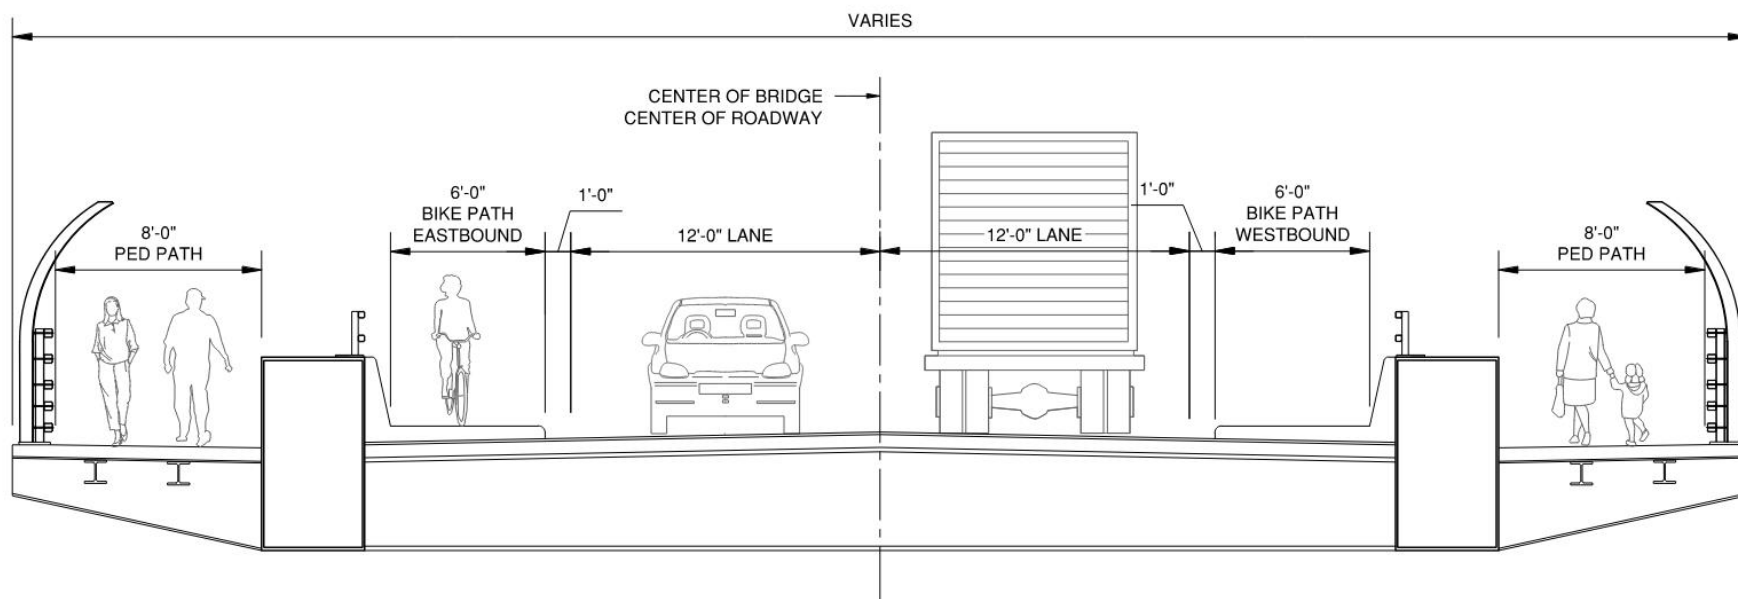 VARIES
CENTER OF BRIDGE
CENTER OF ROADWAY
8'-0"
PED PATH
6'-0"
BIKE PATH
EASTBOUND
1'-0"
12'-0" LANE
12'-0" LANE
1'-0"
6'-0"
BIKE PATH
WESTBOUND
8'-0"
PED PATH